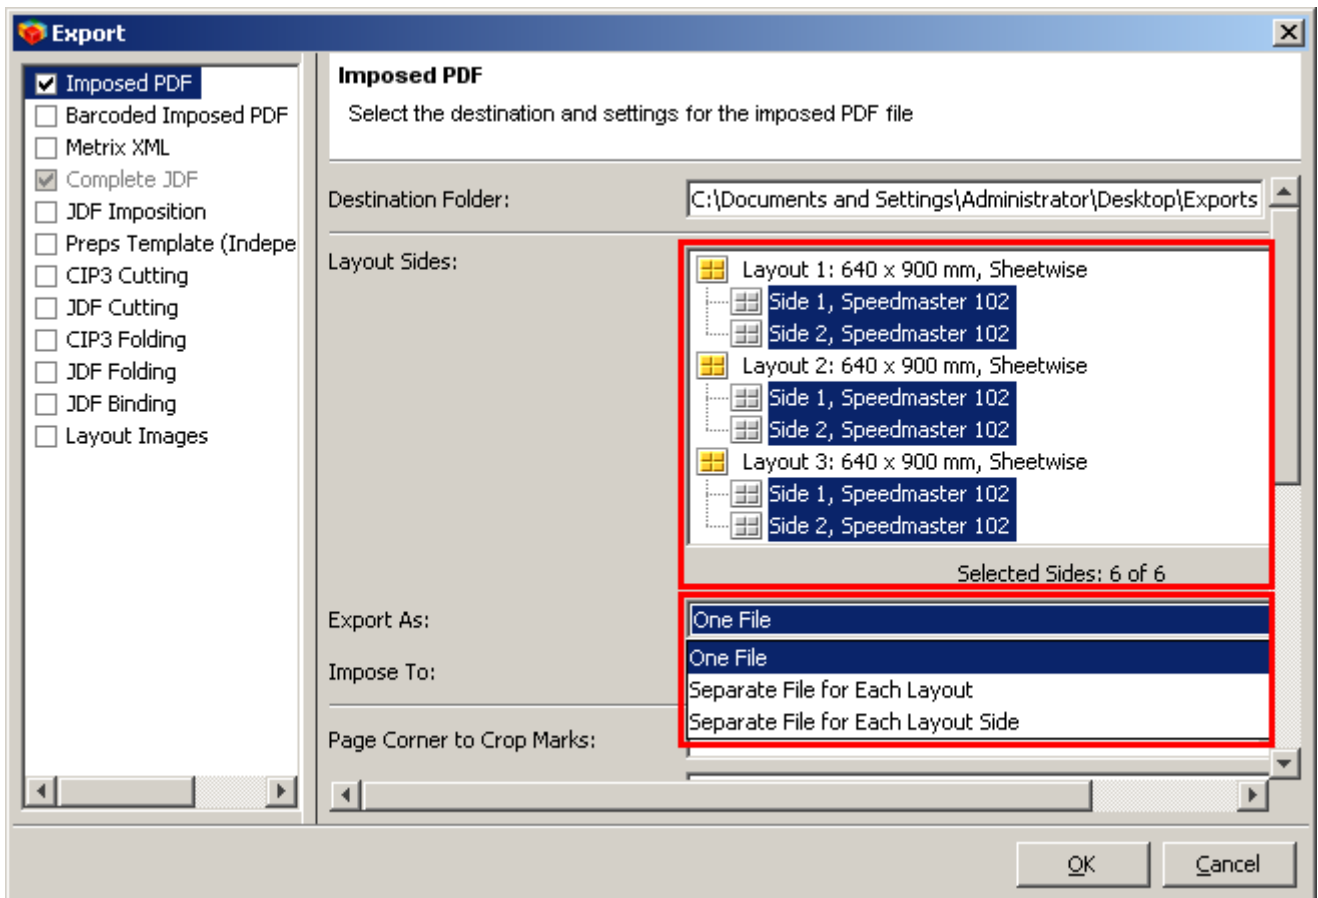 Export
Imposed PDF
Barcoded Imposed PDF
Metrix XML
Complete JDF
JDF Imposition
Preps Template (Indepe
CIP3 Cutting
JDF Cutting
CIP3 Folding
JDF Folding
JDF Binding
Layout Images
Imposed PDF
Select the destination and settings for the imposed PDF file
Destination Folder: C:\Documents and Settings\Administrator\Desktop\Exports
Layout Sides:
Layout 1: 640 x 900 mm, Sheetwise
Side 1, Speedmaster 102
Side 2, Speedmaster 102
Layout 2: 640 x 900 mm, Sheetwise
Side 1, Speedmaster 102
Side 2, Speedmaster 102
Layout 3: 640 x 900 mm, Sheetwise
Side 1, Speedmaster 102
Side 2, Speedmaster 102
Selected Sides: 6 of 6
Export As: One File
One File
Impose To:
Separate File for Each Layout
Separate File for Each Layout Side
Page Corner to Crop Marks:
OK Cancel